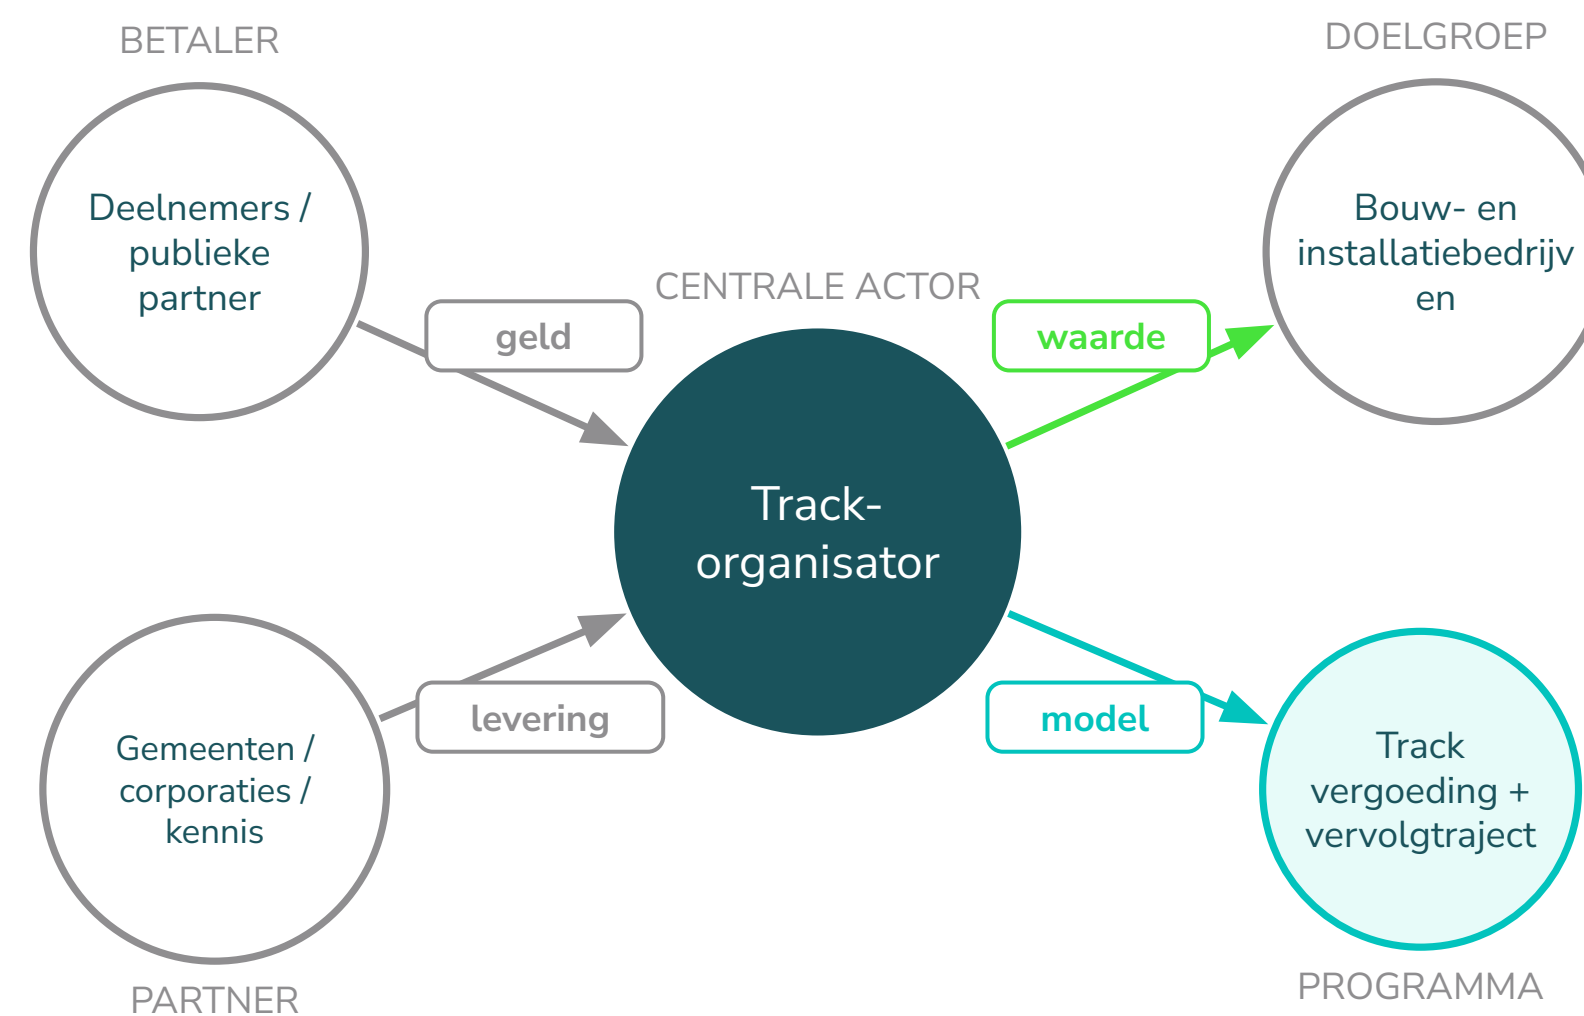 BETALER
DOELGROEP
Deelnemers /
publieke
partner
Bouw- en
installatiebedrijv
en
CENTRALE ACTOR
geld
waarde
Track-
organisator
levering
model
Gemeenten /
corporaties /
kennis
Track
vergoeding +
vervolgtraject
PARTNER
PROGRAMMA